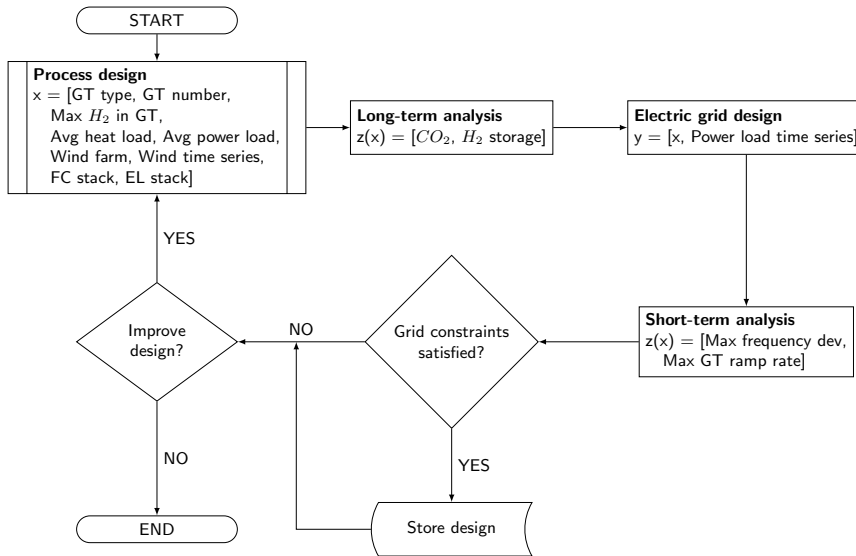 START
Process design
x = [GT type, GT number,
Max H₂ in GT,
Avg heat load, Avg power load,
Wind farm, Wind time series,
FC stack, EL stack]
Long-term analysis
z(x) = [CO₂, H₂ storage]
Electric grid design
y = [x, Power load time series]
YES
Improve
design?
NO
Grid constraints
satisfied?
Short-term analysis
z(x) = [Max frequency dev,
Max GT ramp rate]
NO
YES
END
Store design